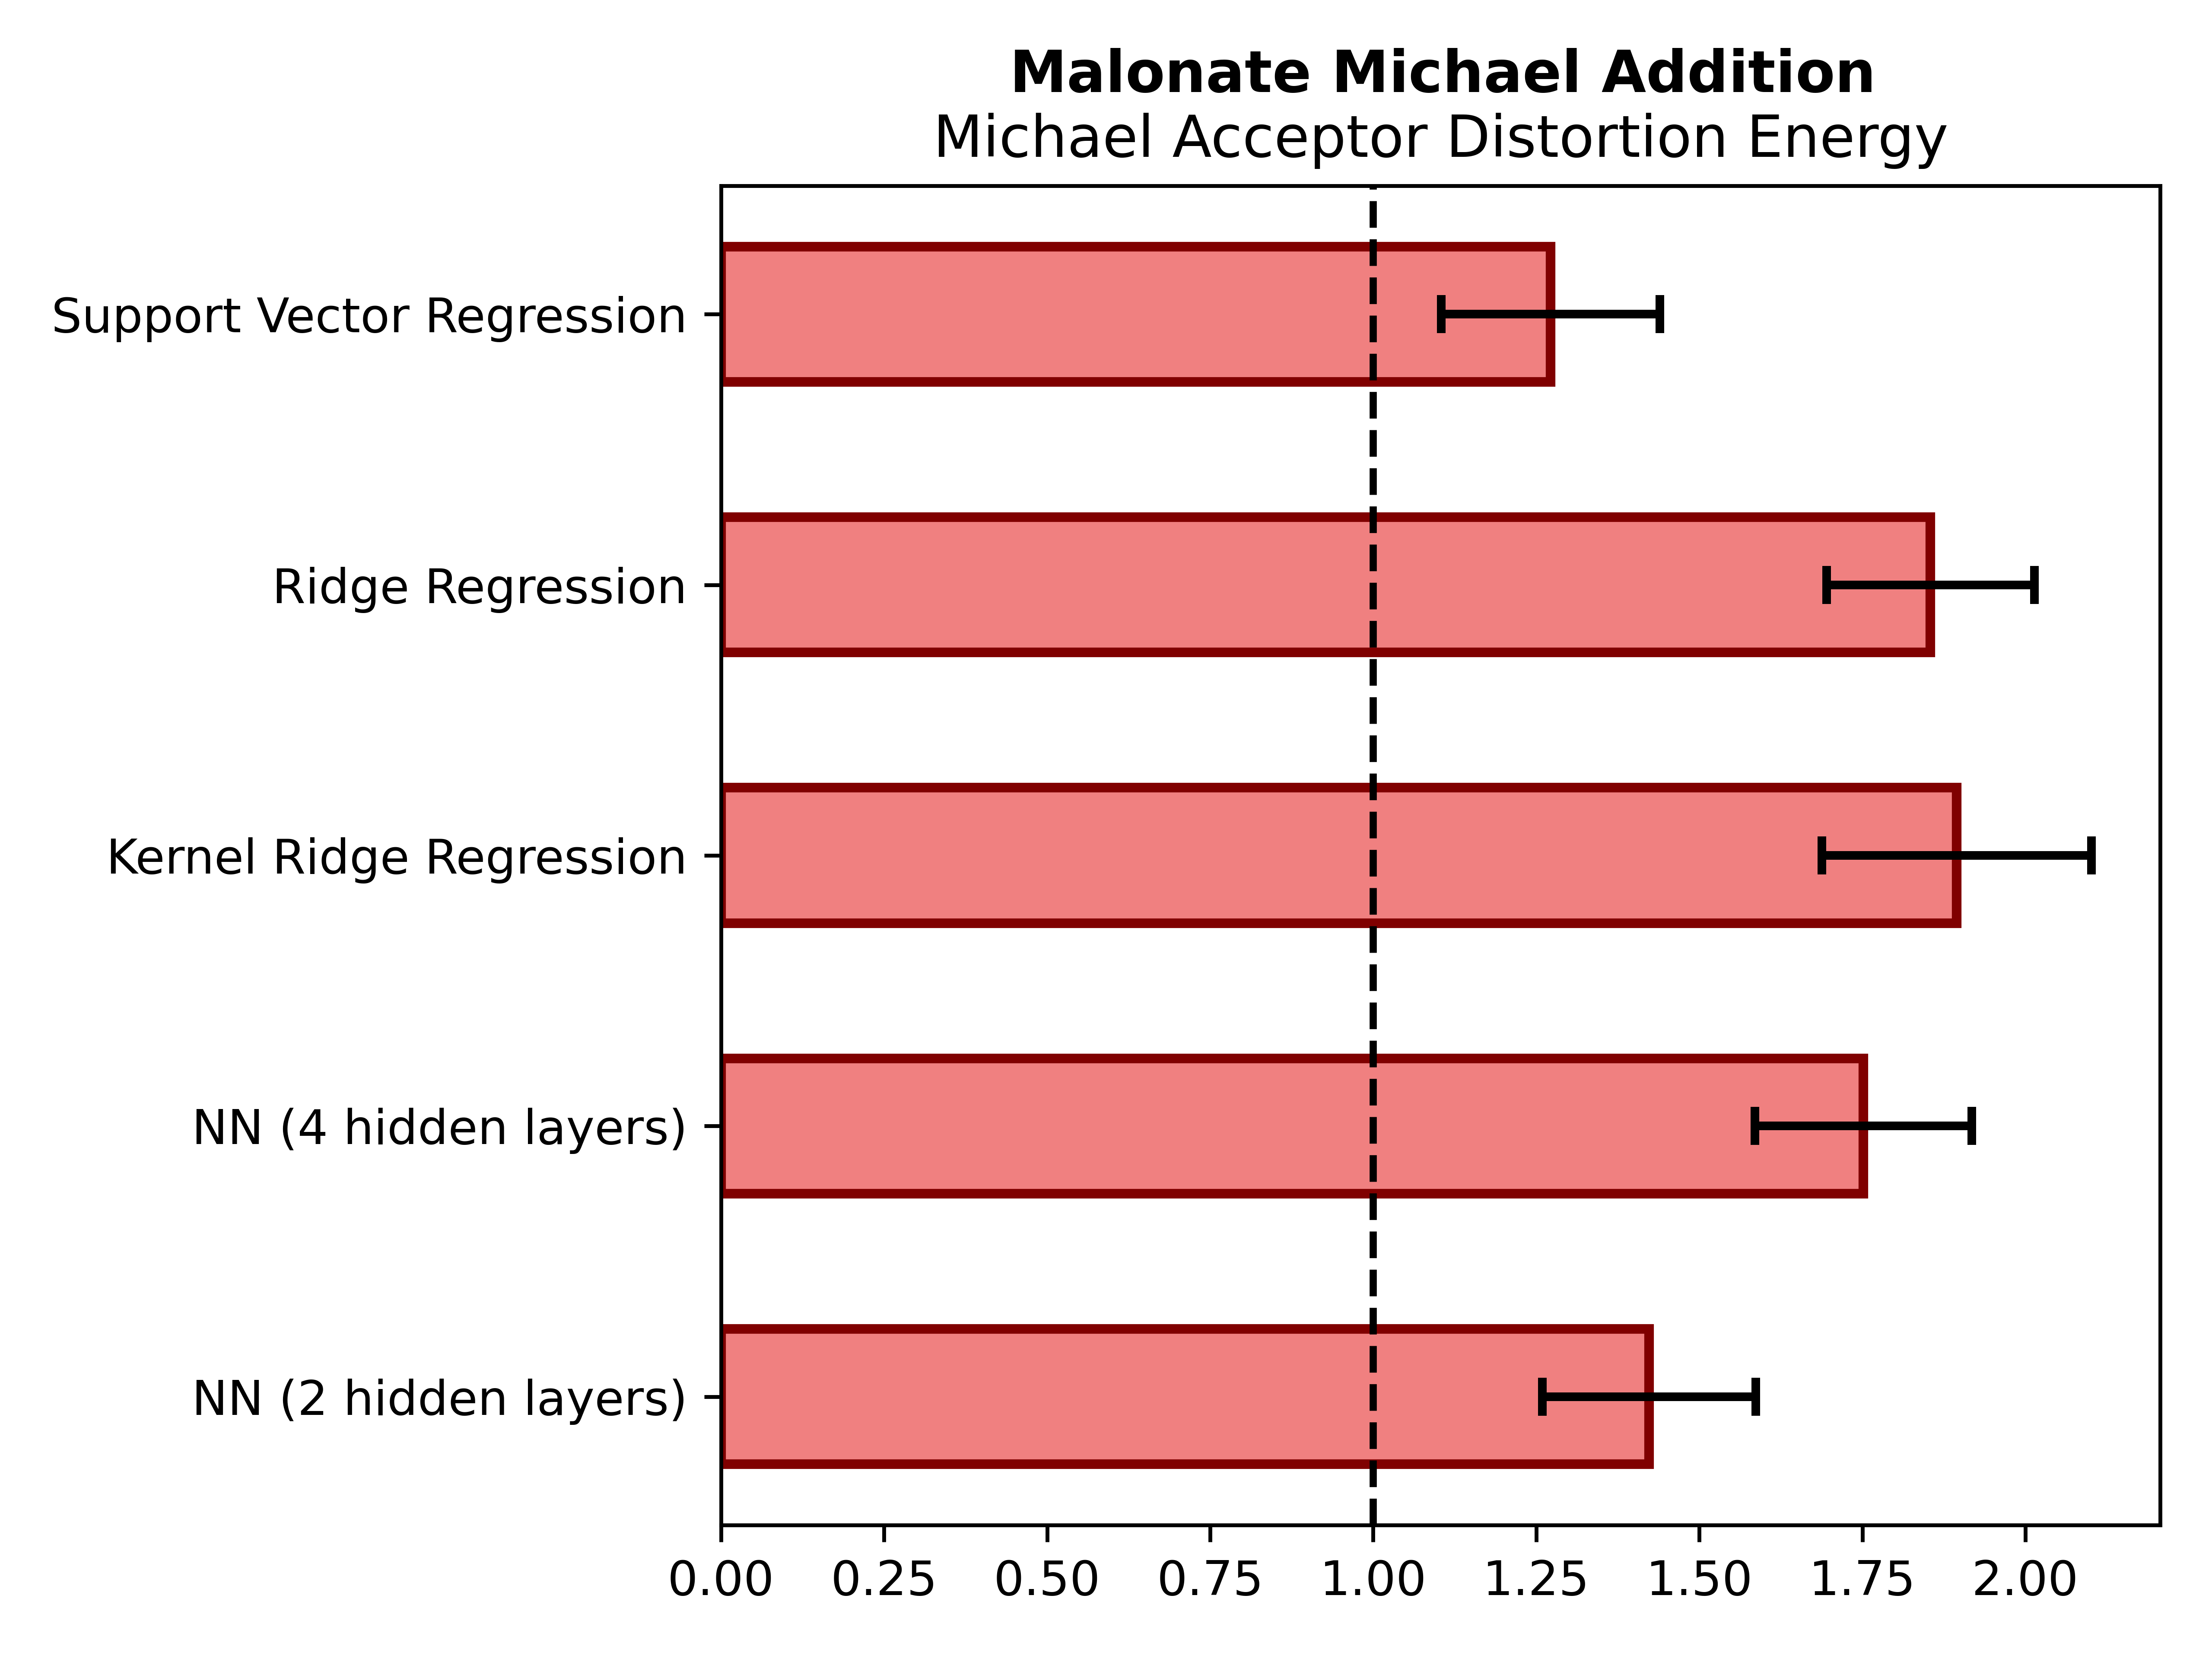 Malonate Michael Addition
Michael Acceptor Distortion Energy
Support Vector Regression
Ridge Regression
Kernel Ridge Regression
NN (4 hidden layers)
NN (2 hidden layers)
0.00 0.25 0.50 0.75 1.00 1.25 1.50 1.75 2.00